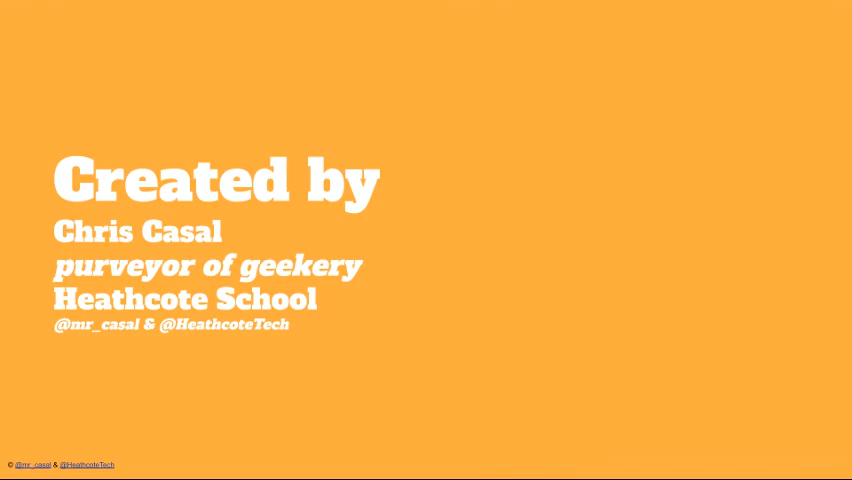 Created by
Chris Casal
purveyor of geekery
Heathcote School
@mr_casal & @HeathcoteTech
© @mr_casal & @HeathcoteTech